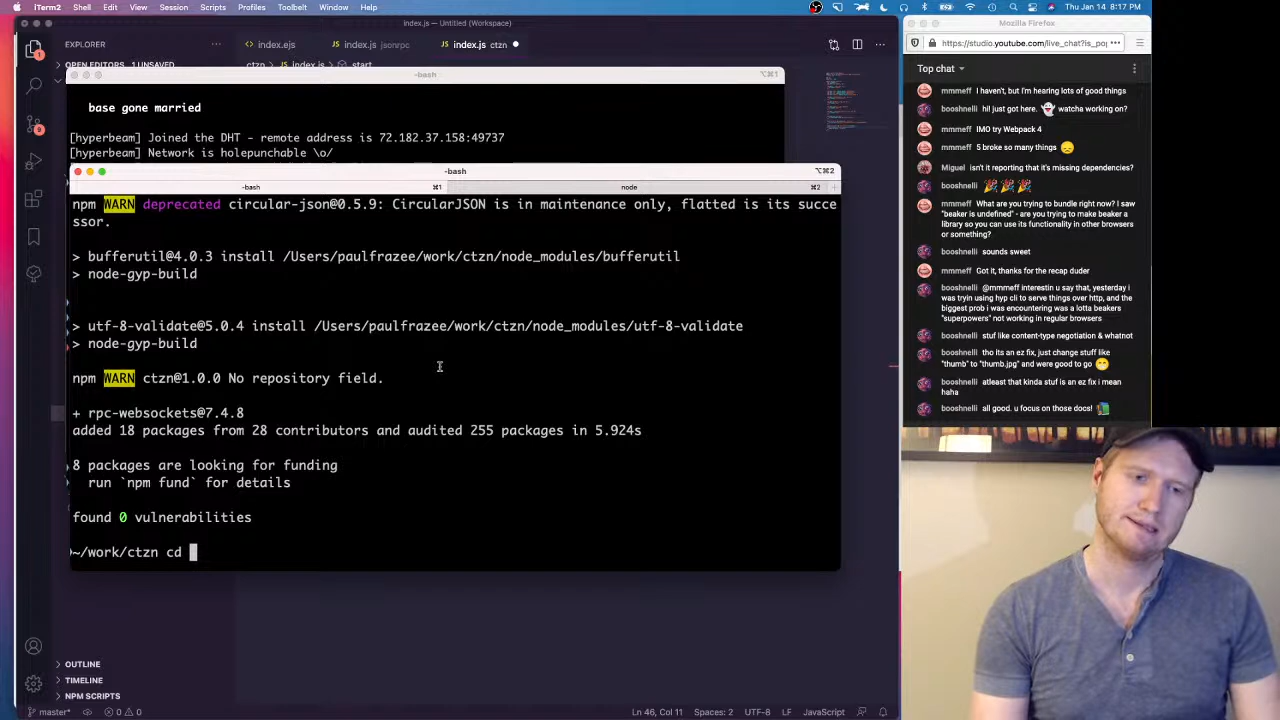 iTerm2 Shell Edit View Session Scripts Profiles Toolbelt Window Help
Thu Jan 14 8:17 PM
index.js — Untitled (Workspace)
EXPLORER
index.ejs
index.js jsonrpc
index.js ctzn
OPEN EDITORS 1 UNSAVED
ctzn index.js start
-bash
⌥⌘1
base got married
[hyperbeam] Joined the DHT - remote address is 72.182.37.158:49737
[hyperbeam] Network is holepunchable \o/
-bash
⌥⌘2
-bash ⌘1
node ⌘2
npm WARN deprecated circular-json@0.5.9: CircularJSON is in maintenance only, flatted is its succe
ssor.
> bufferutil@4.0.3 install /Users/paulfrazee/work/ctzn/node_modules/bufferutil
> node-gyp-build
> utf-8-validate@5.0.4 install /Users/paulfrazee/work/ctzn/node_modules/utf-8-validate
> node-gyp-build
npm WARN ctzn@1.0.0 No repository field.
+ rpc-websockets@7.4.8
added 18 packages from 28 contributors and audited 255 packages in 5.924s
8 packages are looking for funding
run `npm fund` for details
found 0 vulnerabilities
~/work/ctzn cd
OUTLINE
TIMELINE
NPM SCRIPTS
master* 0 0
Ln 46, Col 11 Spaces: 2 UTF-8 LF JavaScript
Mozilla Firefox
https://studio.youtube.com/live_chat?is_po
Top chat
mmmeff I haven't, but I'm hearing lots of good things
booshnelli hi! just got here, 👻 watcha working on?
mmmeff IMO try Webpack 4
mmmeff 5 broke so many things 😞
Miguel isn't it reporting that it's missing dependencies?
booshnelli 🎉 🎉 🎉
mmmeff What are you trying to bundle right now? I saw
"beaker is undefined" - are you trying to make beaker a
library so you can use its functionality in other browsers
or something?
booshnelli sounds sweet
mmmeff Got it, thanks for the recap duder
booshnelli @mmmeff interestin u say that, yesterday i
was tryin using hyp cli to serve things over http, and the
biggest prob i was encountering was a lotta beakers
"superpowers" not working in regular browsers
booshnelli stuf like content-type negotiation & whatnot
booshnelli tho its an ez fix, just change stuff like
"thumb" to "thumb.jpg" and were good to go 😁
booshnelli atleast that kinda stuf is an ez fix i mean
haha
booshnelli all good. u focus on those docs!